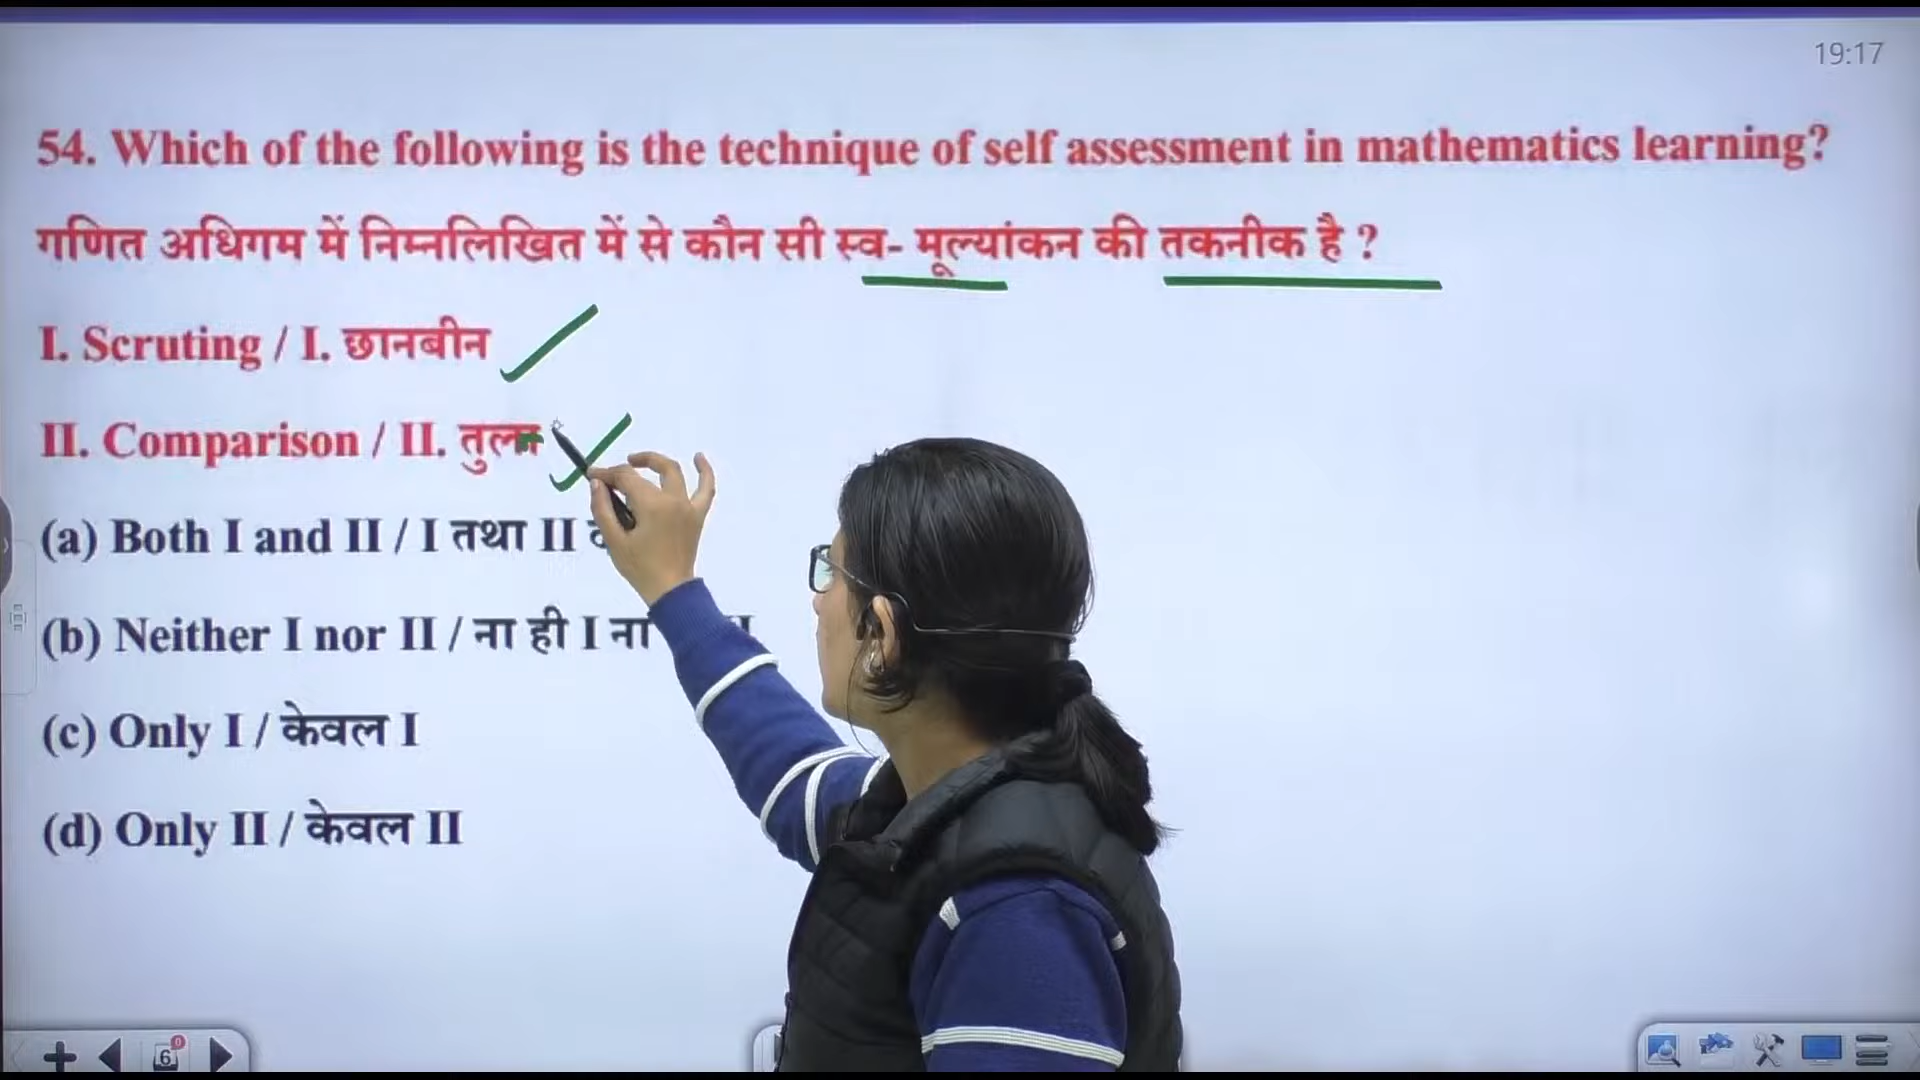 19:17
54. Which of the following is the technique of self assessment in mathematics learning?
गणित अधिगम में निम्नलिखित में से कौन सी स्व- मूल्यांकन की तकनीक है ?
I. Scruting / I. छानबीन
II. Comparison / II. तुलना
(a) Both I and II / I तथा II
(b) Neither I nor II / ना ही I ना
(c) Only I / केवल I
(d) Only II / केवल II
6
0